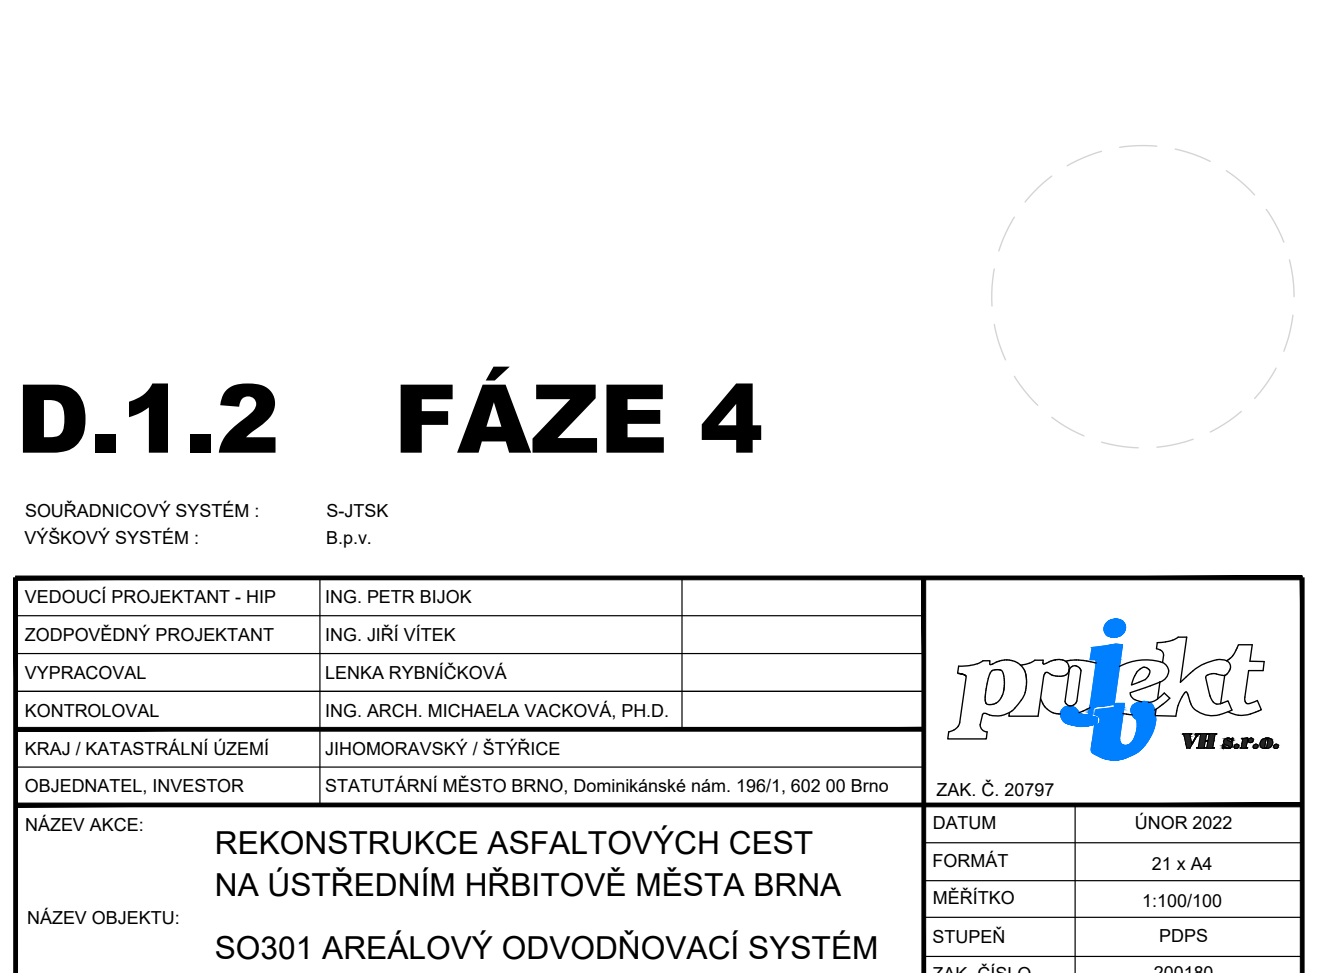 D.1.2 FÁZE 4
SOUŘADNICOVÝ SYSTÉM : S-JTSK
VÝŠKOVÝ SYSTÉM : B.p.v.
VEDOUCÍ PROJEKTANT - HIP ING. PETR BIJOK
ZODPOVĚDNÝ PROJEKTANT ING. JIŘÍ VÍTEK
VYPRACOVAL LENKA RYBNÍČKOVÁ
KONTROLOVAL ING. ARCH. MICHAELA VACKOVÁ, PH.D.
KRAJ / KATASTRÁLNÍ ÚZEMÍ JIHOMORAVSKÝ / ŠTÝŘICE
OBJEDNATEL, INVESTOR STATUTÁRNÍ MĚSTO BRNO, Dominikánské nám. 196/1, 602 00 Brno
projekt
VH s.r.o.
ZAK. Č. 20797
NÁZEV AKCE:
REKONSTRUKCE ASFALTOVÝCH CEST
NA ÚSTŘEDNÍM HŘBITOVĚ MĚSTA BRNA
NÁZEV OBJEKTU:
SO301 AREÁLOVÝ ODVODŇOVACÍ SYSTÉM
DATUM ÚNOR 2022
FORMÁT 21 x A4
MĚŘÍTKO 1:100/100
STUPEŇ PDPS
ZAK. ČÍSLO 200180